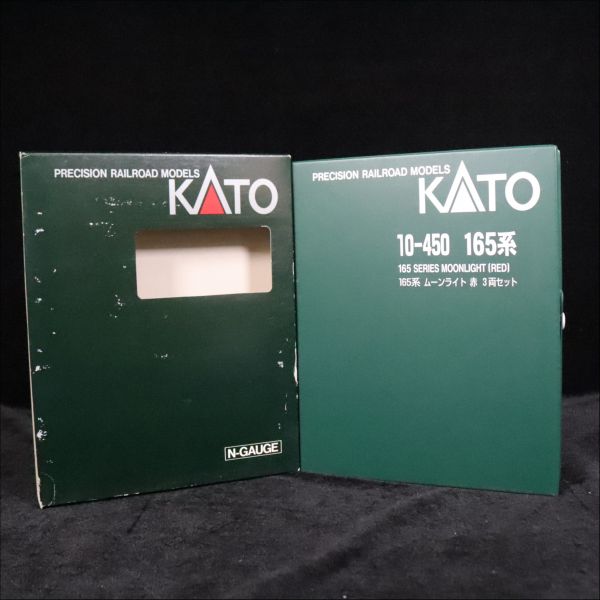 PRECISION RAILROAD MODELS
KATO
N-GAUGE
PRECISION RAILROAD MODELS
KATO
10-450 165系
165 SERIES MOONLIGHT (RED)
165系 ムーンライト 赤 3両セット